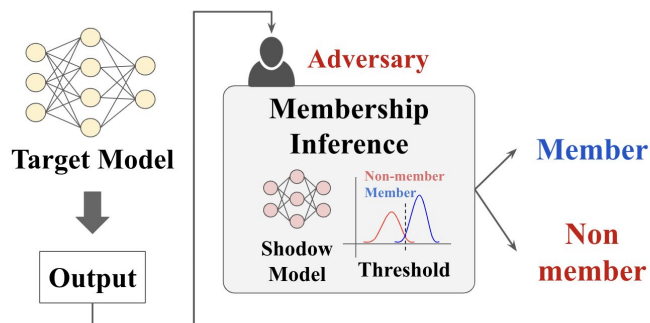 Target Model
Output
Adversary
Membership
Inference
Non-member
Member
Shodow
Model
Threshold
Member
Non
member